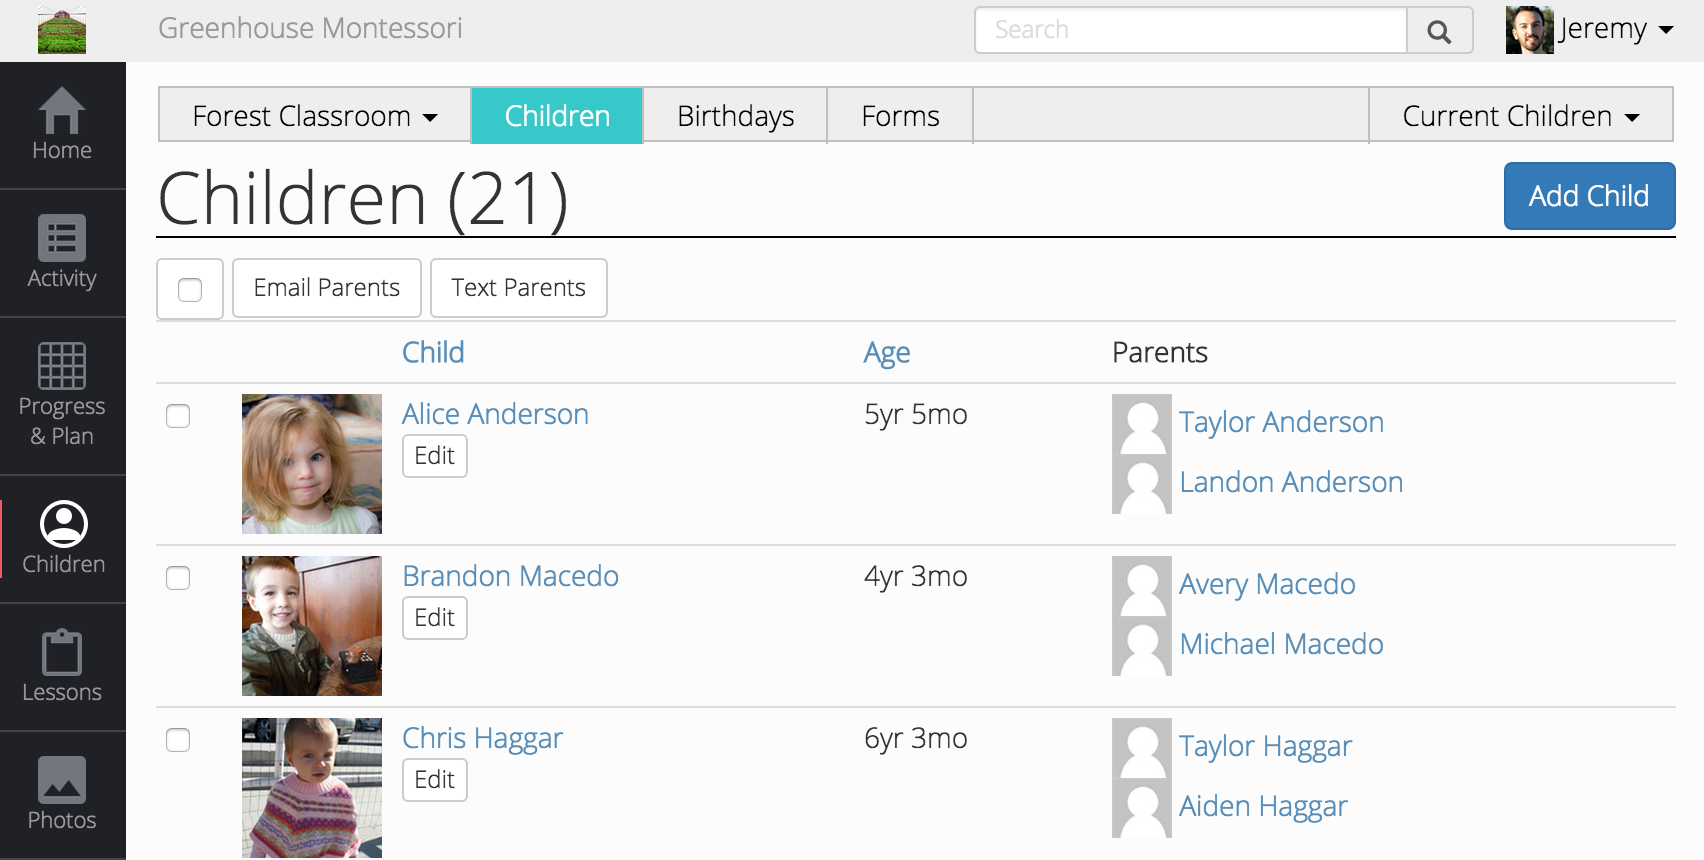 Greenhouse Montessori
Search
Jeremy
Home
Activity
Progress
& Plan
Children
Lessons
Photos
Forest Classroom
Children
Birthdays
Forms
Current Children
Children (21)
Add Child
Email Parents
Text Parents
Child
Age
Parents
Alice Anderson
Edit
5yr 5mo
Taylor Anderson
Landon Anderson
Brandon Macedo
Edit
4yr 3mo
Avery Macedo
Michael Macedo
Chris Haggar
Edit
6yr 3mo
Taylor Haggar
Aiden Haggar